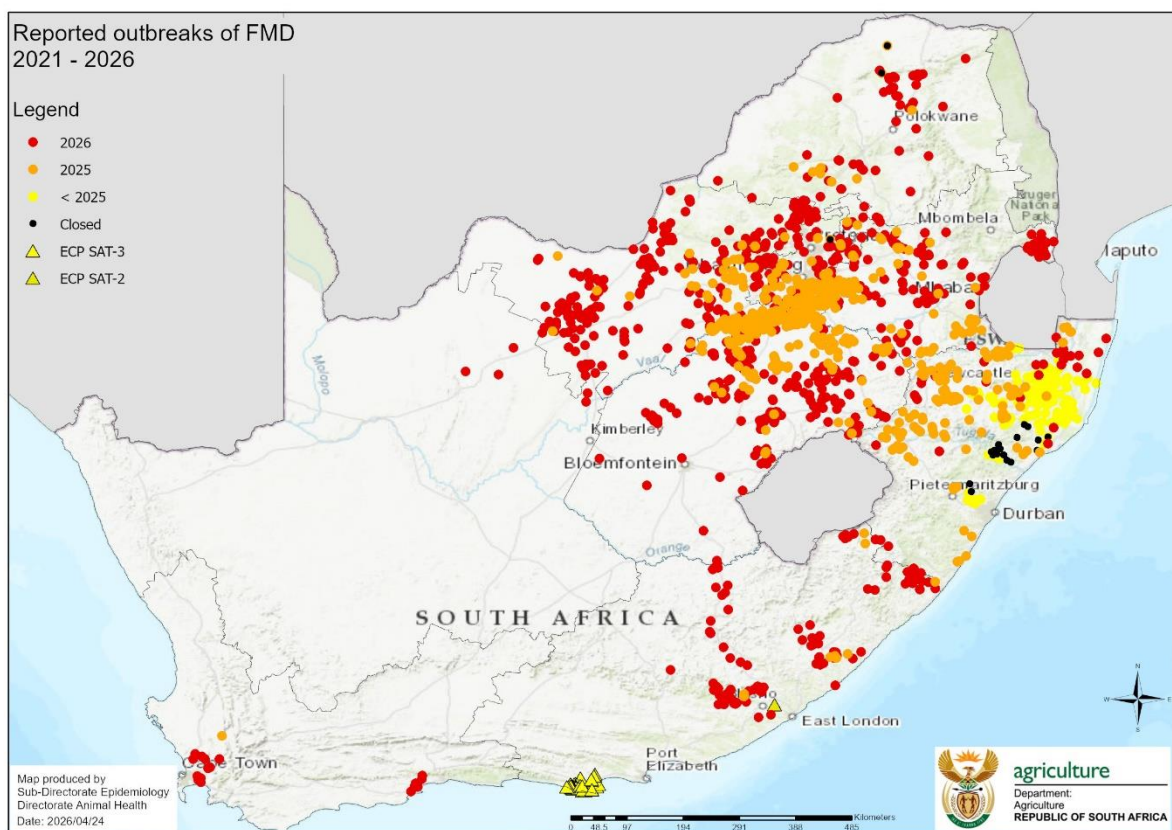 Reported outbreaks of FMD
2021 - 2026
Legend
2026
2025
< 2025
Closed
ECP SAT-3
ECP SAT-2
Polokwane
Kruger
National
Park
Mbombela
Maputo
Molopo
Vaal
Kimberley
Bloemfontein
Pietermaritzburg
Durban
Orange
SOUTH AFRICA
East London
Port
Elizabeth
Town
N
W
E
S
Kilometers
0 48.5 97 194 291 388 485
Map produced by
Sub-Directorate Epidemiology
Directorate Animal Health
Date: 2026/04/24
agriculture
Department:
Agriculture
REPUBLIC OF SOUTH AFRICA